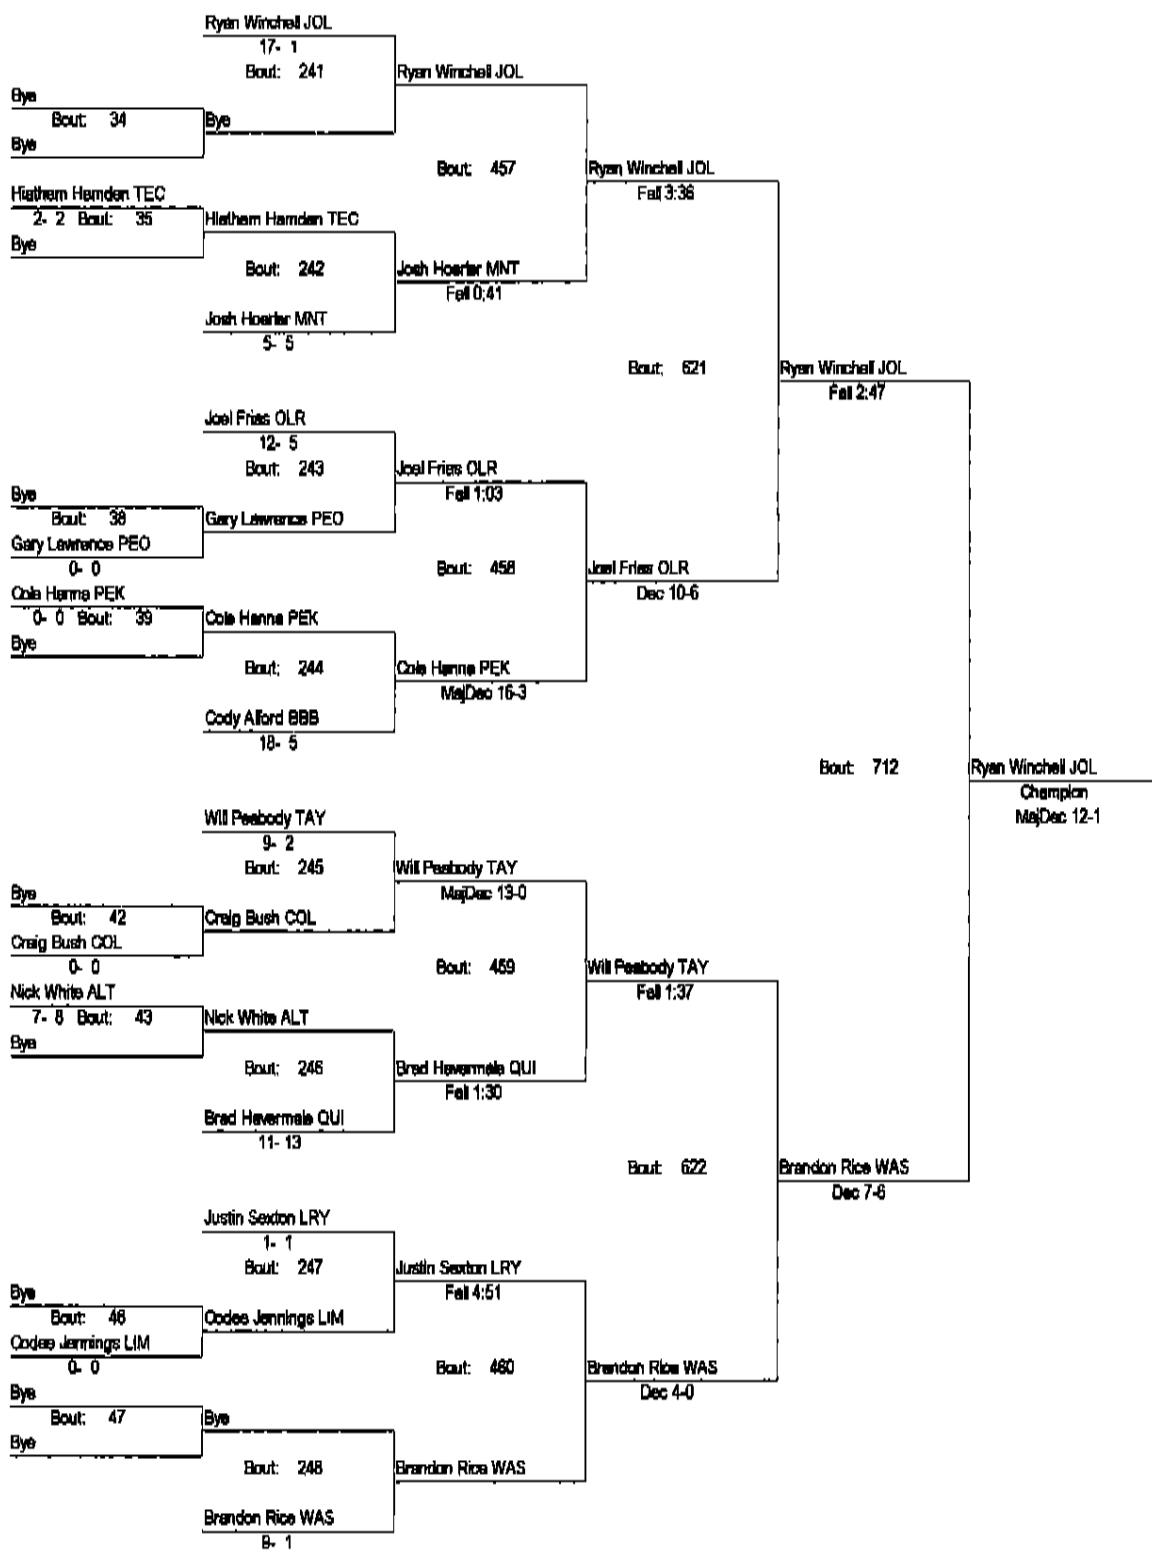 Ryan Winchell JOL
17- 1
Bout: 241
Ryan Winchell JOL
Bye
Bout: 34
Bye
Bye
Bout: 457
Ryan Winchell JOL
Fall 3:36
Hiatham Hamden TEC
2- 2 Bout: 35
Hiatham Hamden TEC
Bye
Bout: 242
Josh Hoerler MNT
Fall 0:41
Josh Hoerler MNT
5- 5
Bout: 621
Ryan Winchell JOL
Fall 2:47
Joel Frias OLR
12- 5
Bout: 243
Joel Frias OLR
Fall 1:03
Bye
Bout: 38
Gary Lawrence PEO
Gary Lawrence PEO
0- 0
Bout: 458
Joel Frias OLR
Dec 10-6
Cole Hanna PEK
0- 0 Bout: 39
Cole Hanna PEK
Bye
Bout: 244
Cole Hanna PEK
MajDec 16-3
Cody Alford BBB
18- 5
Bout: 712
Ryan Winchell JOL
Champion
MajDec 12-1
Will Peabody TAY
9- 2
Bout: 245
Will Peabody TAY
MajDec 13-0
Bye
Bout: 42
Craig Bush COL
Craig Bush COL
0- 0
Bout: 459
Will Peabody TAY
Fall 1:37
Nick White ALT
7- 8 Bout: 43
Nick White ALT
Bye
Bout: 246
Brad Havermale QUI
Fall 1:30
Brad Havermale QUI
11- 13
Bout: 622
Brandon Rice WAS
Dec 7-6
Justin Sexton LRY
1- 1
Bout: 247
Justin Sexton LRY
Fall 4:51
Bye
Bout: 46
Codee Jennings LIM
Codee Jennings LIM
0- 0
Bout: 460
Brandon Rice WAS
Dec 4-0
Bye
Bout: 47
Bye
Bye
Bout: 248
Brandon Rice WAS
Brandon Rice WAS
9- 1